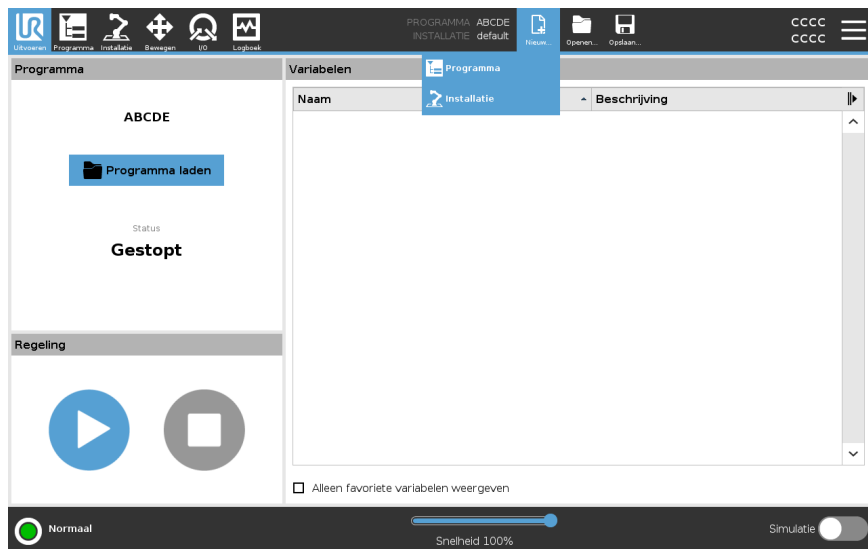 UR
PROGRAMMA ABCDE
INSTALLATIE default
CCCC
CCCC
Uitvoeren Programma Installatie Bewegen I/O Logboek
Nieuw... Openen... Opslaan...
Programma
Variabelen
Programma
Installatie
Naam
Beschrijving
ABCDE
Programma laden
Status
Gestopt
Regeling
Alleen favoriete variabelen weergeven
Normaal
Snelheid 100%
Simulatie